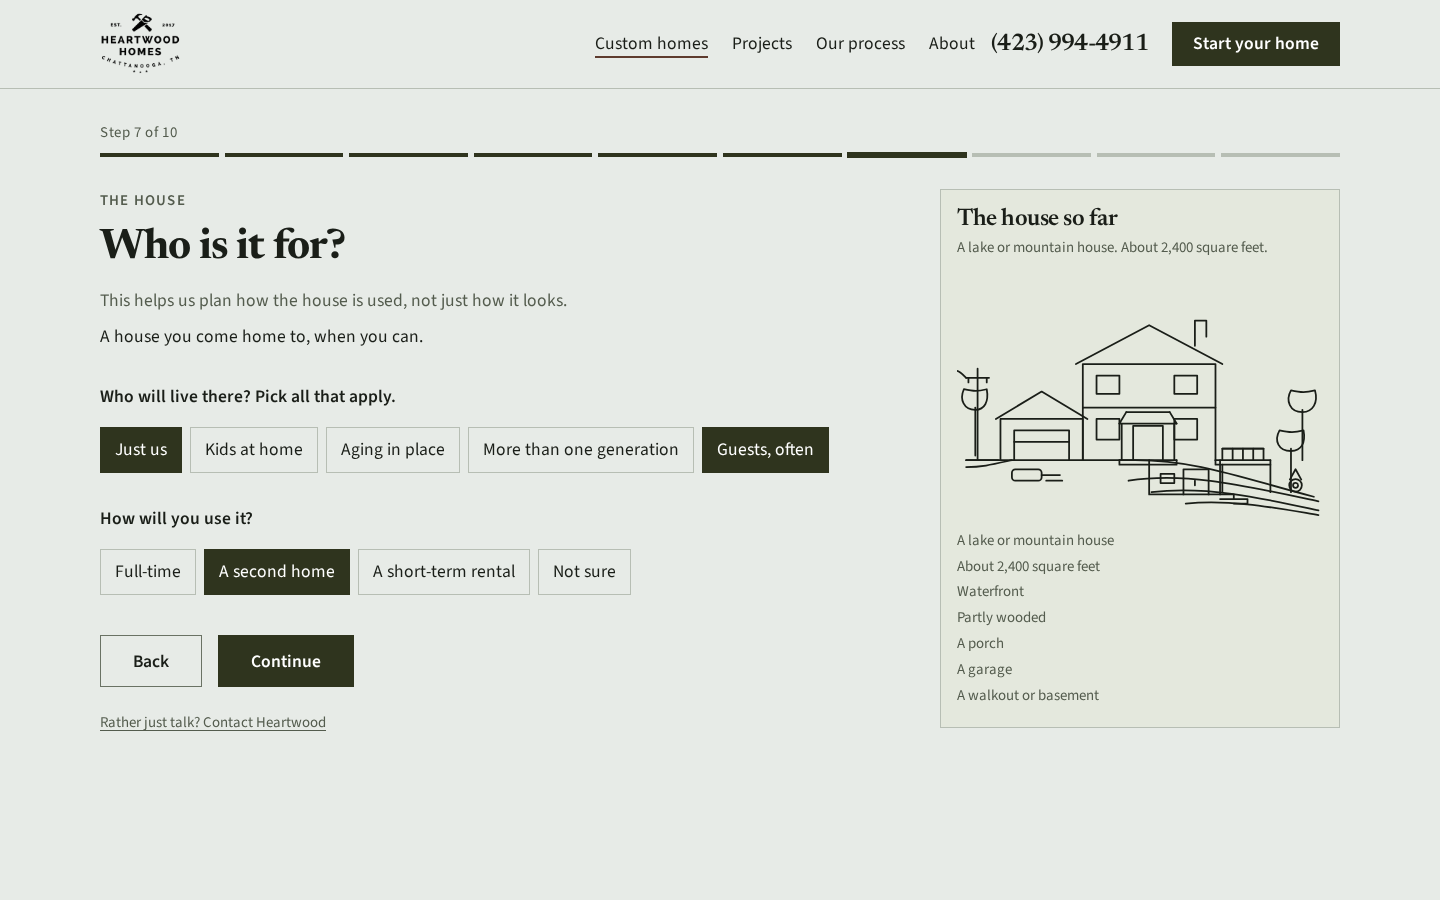 EST. 2017
HEARTWOOD
HOMES
CHATTANOOGA, TN
Custom homes
Projects
Our process
About
(423) 994-4911
Start your home
Step 7 of 10
THE HOUSE
Who is it for?
This helps us plan how the house is used, not just how it looks.
A house you come home to, when you can.
Who will live there? Pick all that apply.
Just us
Kids at home
Aging in place
More than one generation
Guests, often
How will you use it?
Full-time
A second home
A short-term rental
Not sure
Back
Continue
Rather just talk? Contact Heartwood
The house so far
A lake or mountain house. About 2,400 square feet.
A lake or mountain house
About 2,400 square feet
Waterfront
Partly wooded
A porch
A garage
A walkout or basement